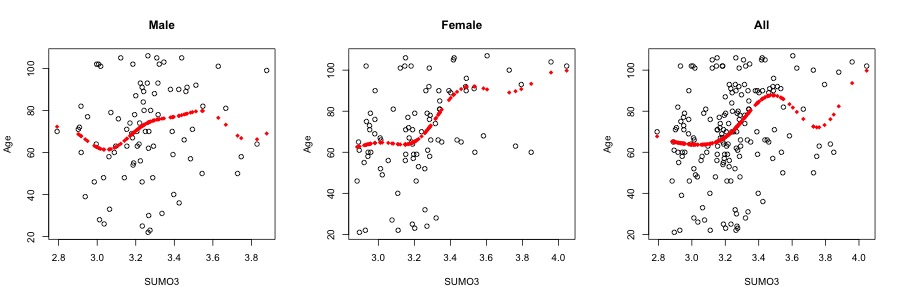 Male
Age
20 40 60 80 100
2.8 3.0 3.2 3.4 3.6 3.8
SUMO3
Female
Age
20 40 60 80 100
3.0 3.2 3.4 3.6 3.8 4.0
SUMO3
All
Age
20 40 60 80 100
2.8 3.0 3.2 3.4 3.6 3.8 4.0
SUMO3